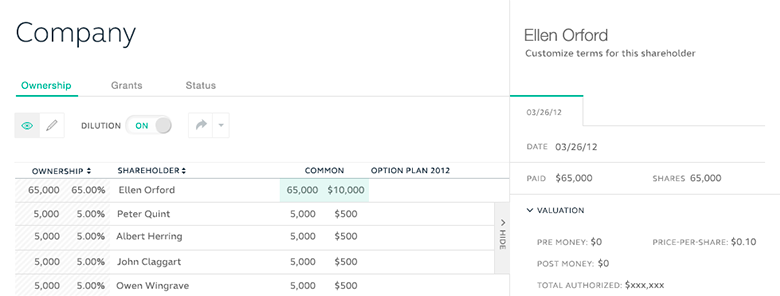 Company
Ownership Grants Status
DILUTION ON
OWNERSHIP SHAREHOLDER COMMON OPTION PLAN 2012
65,000 65.00% Ellen Orford 65,000 $10,000
5,000 5.00% Peter Quint 5,000 $500
5,000 5.00% Albert Herring 5,000 $500
5,000 5.00% John Claggart 5,000 $500
5,000 5.00% Owen Wingrave 5,000 $500
HIDE
Ellen Orford
Customize terms for this shareholder
03/26/12
DATE 03/26/12
PAID $65,000 SHARES 65,000
VALUATION
PRE MONEY: $0 PRICE-PER-SHARE: $0.10
POST MONEY: $0
TOTAL AUTHORIZED: $xxx,xxx